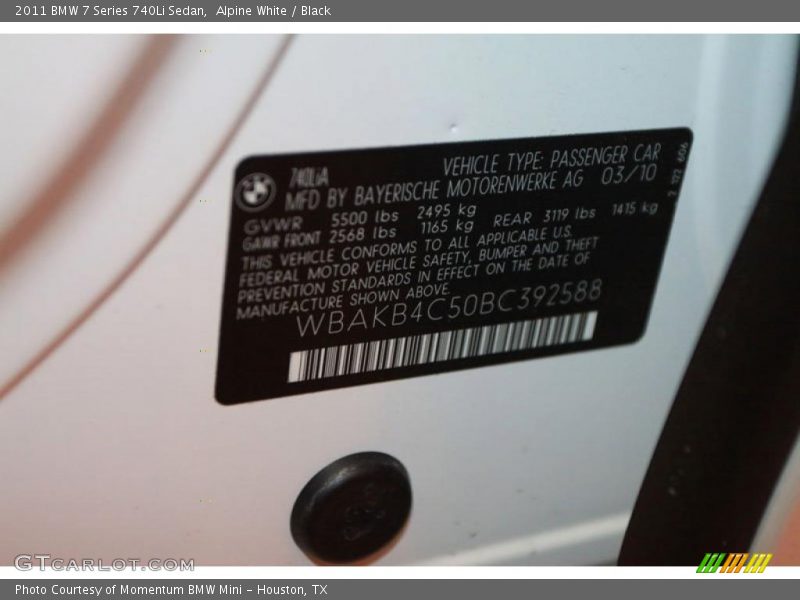 2011 BMW 7 Series 740Li Sedan,  Alpine White / Black
740LiA VEHICLE TYPE: PASSENGER CAR
MFD BY BAYERISCHE MOTORENWERKE AG 03/10
GVWR 5500 lbs 2495 kg
GAWR FRONT 2568 lbs 1165 kg REAR 3119 lbs 1415 kg
THIS VEHICLE CONFORMS TO ALL APPLICABLE U.S.
FEDERAL MOTOR VEHICLE SAFETY, BUMPER AND THEFT
PREVENTION STANDARDS IN EFFECT ON THE DATE OF
MANUFACTURE SHOWN ABOVE
WBAKB4C50BC392588
GTCARLOT.COM
Photo Courtesy of Momentum BMW Mini - Houston, TX